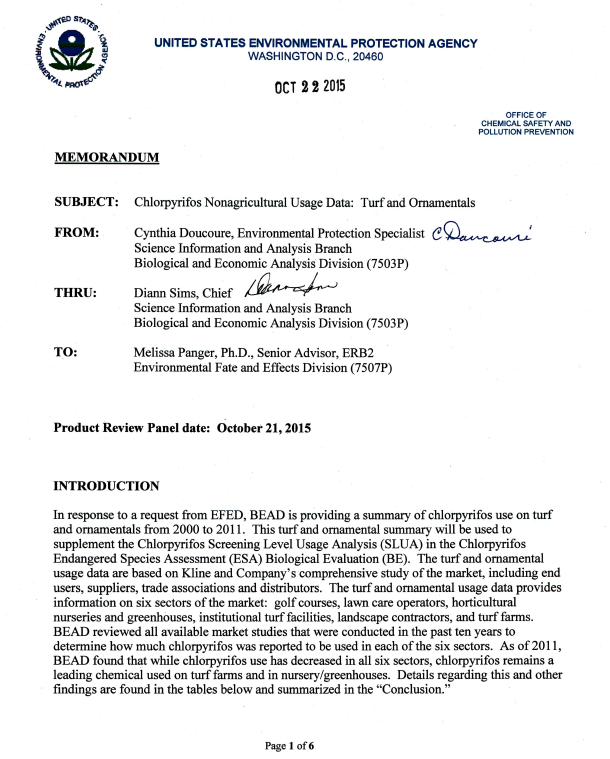 UNITED STATES
ENVIRONMENTAL PROTECTION AGENCY
UNITED STATES ENVIRONMENTAL PROTECTION AGENCY
WASHINGTON D.C., 20460
OCT 22 2015
OFFICE OF
CHEMICAL SAFETY AND
POLLUTION PREVENTION
MEMORANDUM
SUBJECT: Chlorpyrifos Nonagricultural Usage Data: Turf and Ornamentals
FROM: Cynthia Doucoure, Environmental Protection Specialist
Science Information and Analysis Branch
Biological and Economic Analysis Division (7503P)
THRU: Diann Sims, Chief
Science Information and Analysis Branch
Biological and Economic Analysis Division (7503P)
TO: Melissa Panger, Ph.D., Senior Advisor, ERB2
Environmental Fate and Effects Division (7507P)
Product Review Panel date: October 21, 2015
INTRODUCTION
In response to a request from EFED, BEAD is providing a summary of chlorpyrifos use on turf
and ornamentals from 2000 to 2011. This turf and ornamental summary will be used to
supplement the Chlorpyrifos Screening Level Usage Analysis (SLUA) in the Chlorpyrifos
Endangered Species Assessment (ESA) Biological Evaluation (BE). The turf and ornamental
usage data are based on Kline and Company's comprehensive study of the market, including end
users, suppliers, trade associations and distributors. The turf and ornamental usage data provides
information on six sectors of the market: golf courses, lawn care operators, horticultural
nurseries and greenhouses, institutional turf facilities, landscape contractors, and turf farms.
BEAD reviewed all available market studies that were conducted in the past ten years to
determine how much chlorpyrifos was reported to be used in each of the six sectors. As of 2011,
BEAD found that while chlorpyrifos use has decreased in all six sectors, chlorpyrifos remains a
leading chemical used on turf farms and in nursery/greenhouses. Details regarding this and other
findings are found in the tables below and summarized in the "Conclusion."
Page 1 of 6